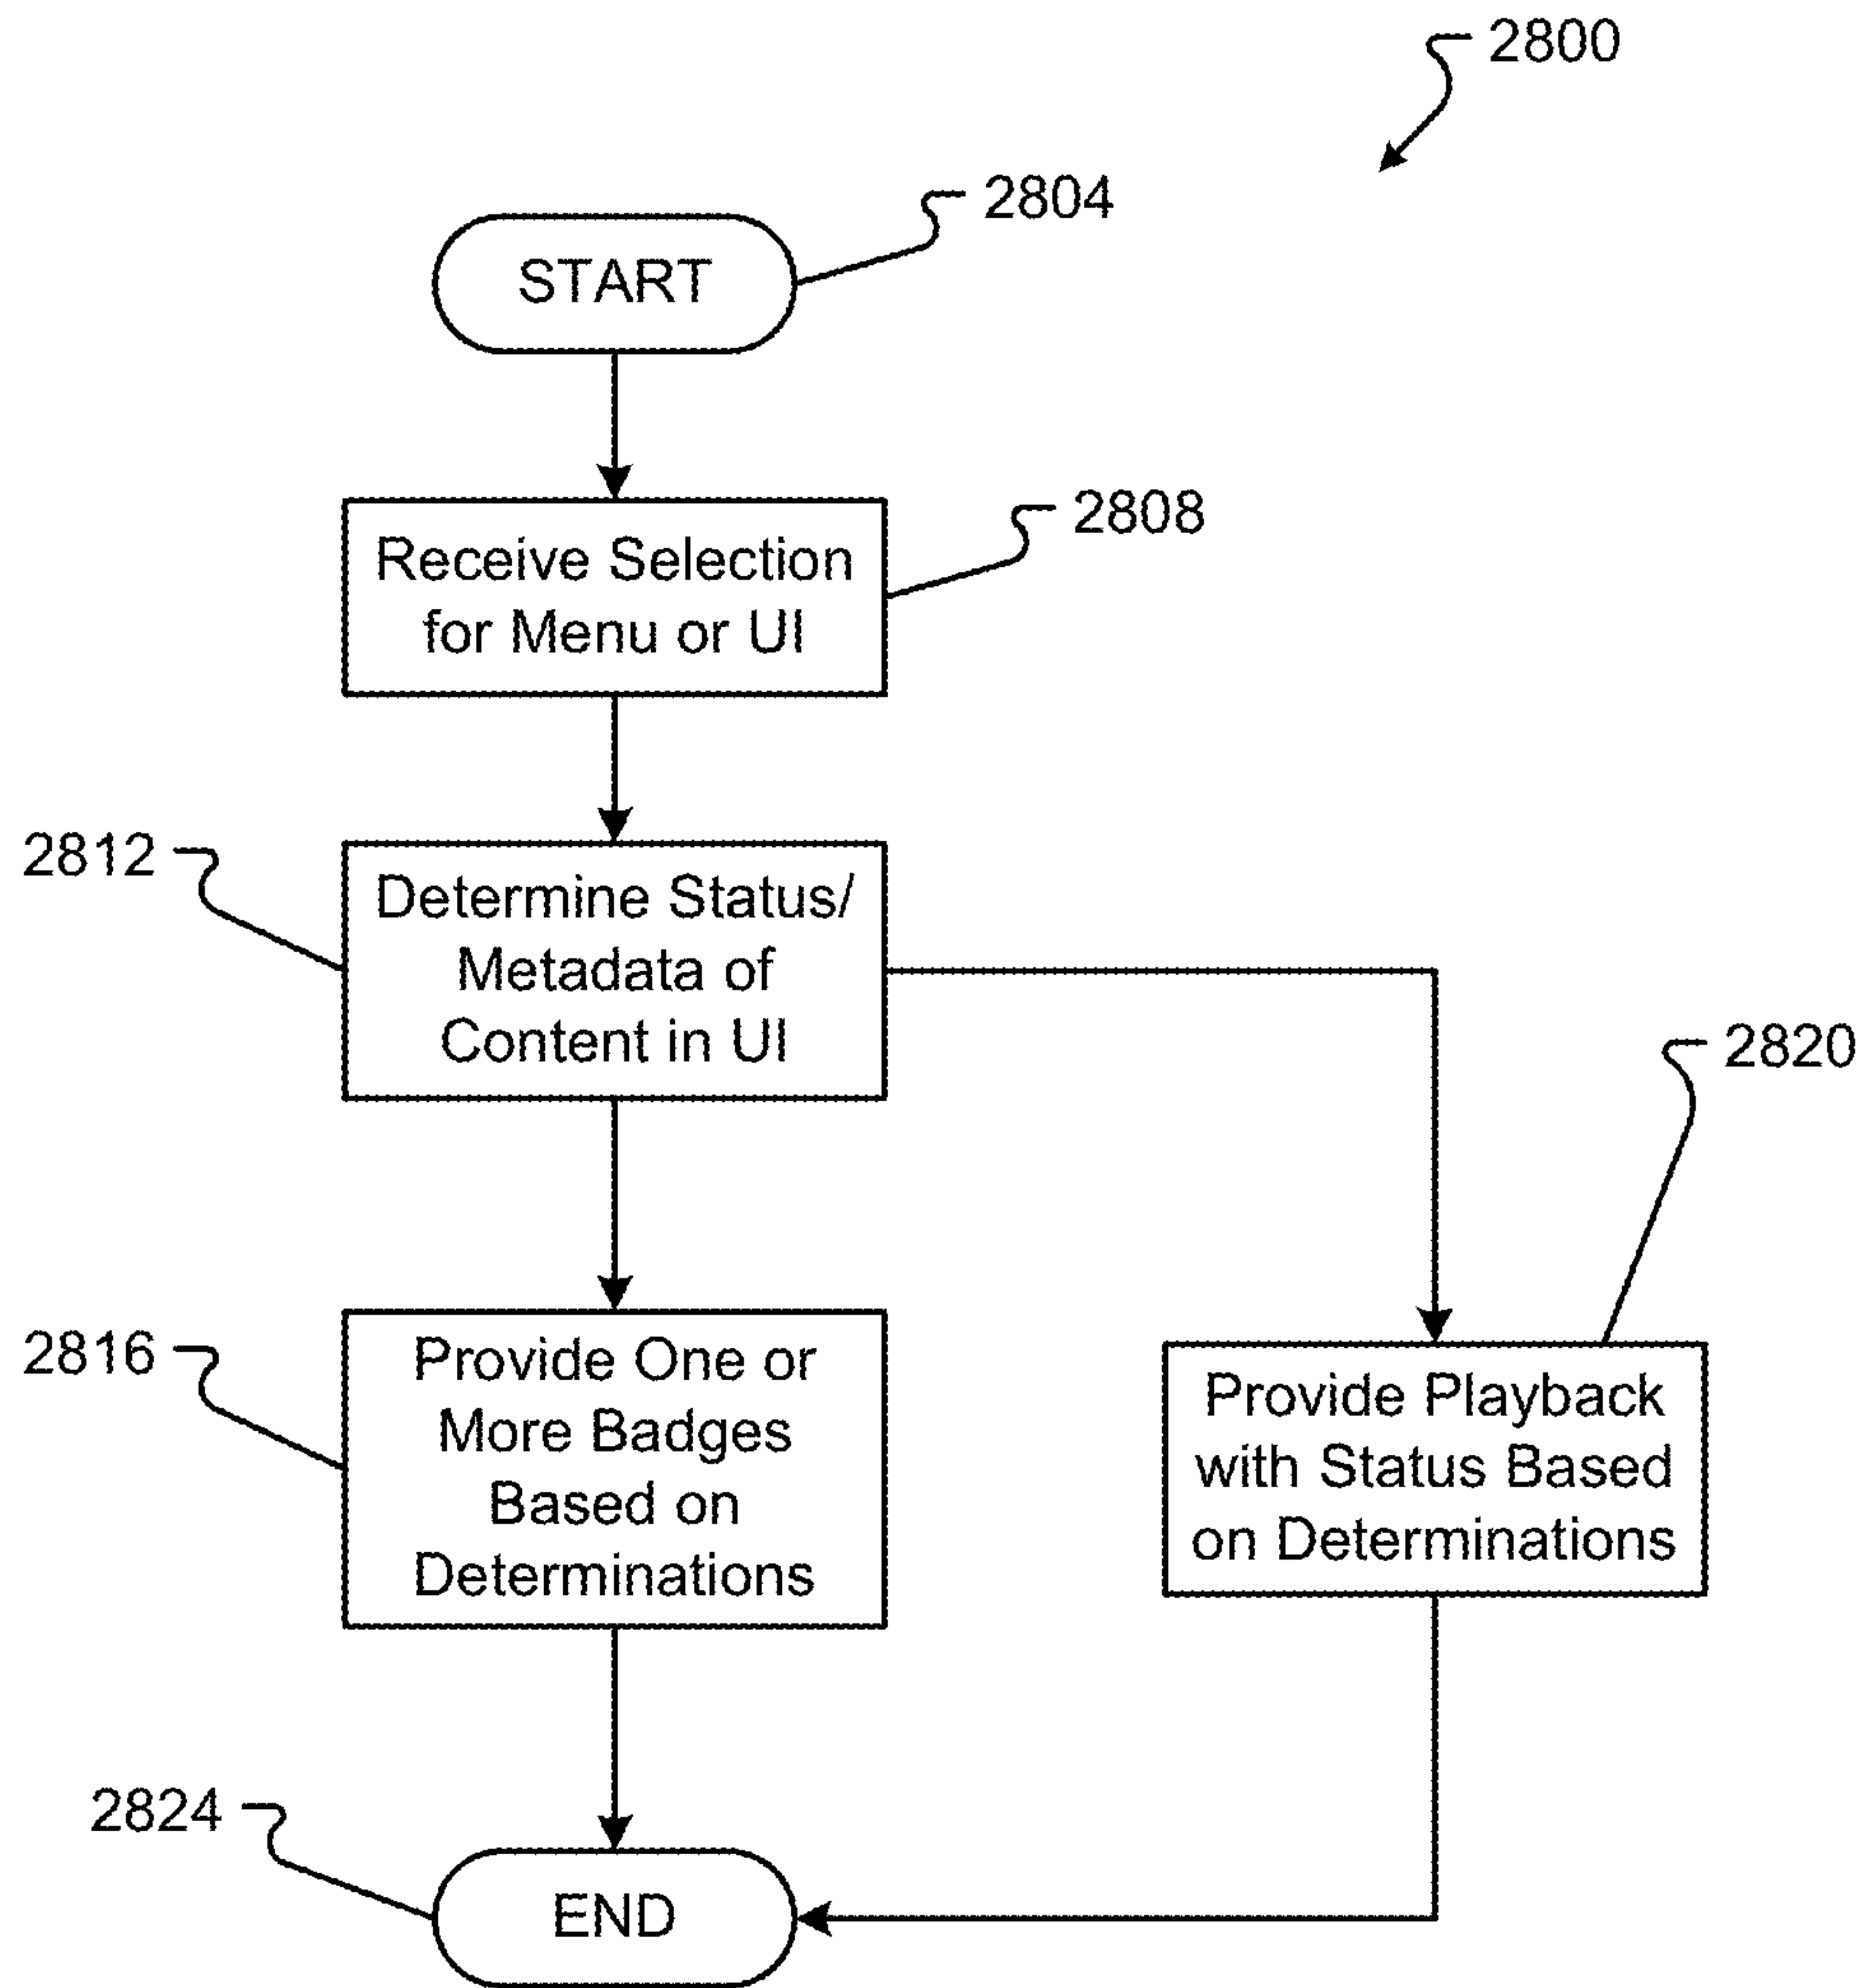 2800
2804
START
2808
Receive Selection
for Menu or UI
2812
Determine Status/
Metadata of
Content in UI
2820
2816
Provide One or
More Badges
Based on
Determinations
Provide Playback
with Status Based
on Determinations
2824
END